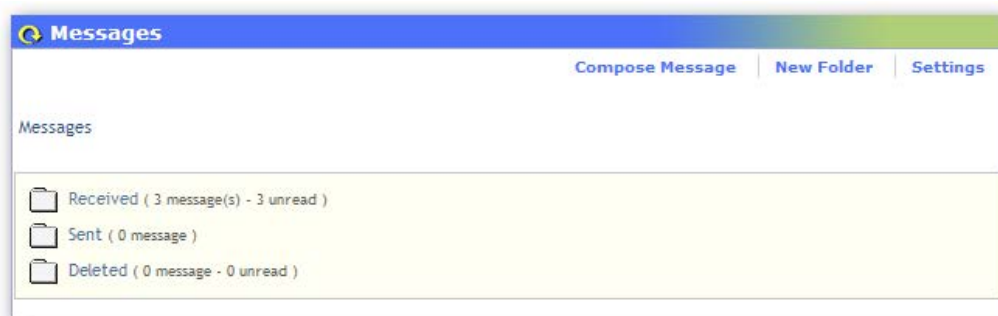 Messages
Compose Message New Folder Settings
Messages
Received ( 3 message(s) - 3 unread )
Sent ( 0 message )
Deleted ( 0 message - 0 unread )